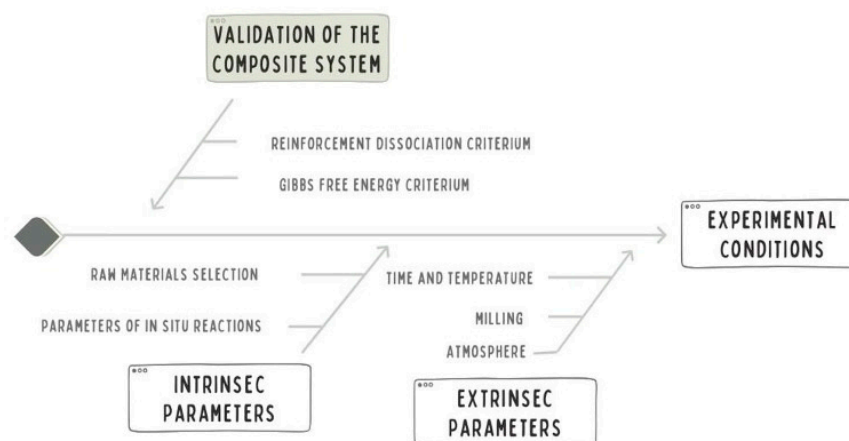 VALIDATION OF THE
COMPOSITE SYSTEM
REINFORCEMENT DISSOCIATION CRITERIUM
GIBBS FREE ENERGY CRITERIUM
EXPERIMENTAL
CONDITIONS
RAW MATERIALS SELECTION
PARAMETERS OF IN SITU REACTIONS
INTRINSEC
PARAMETERS
TIME AND TEMPERATURE
MILLING
ATMOSPHERE
EXTRINSEC
PARAMETERS